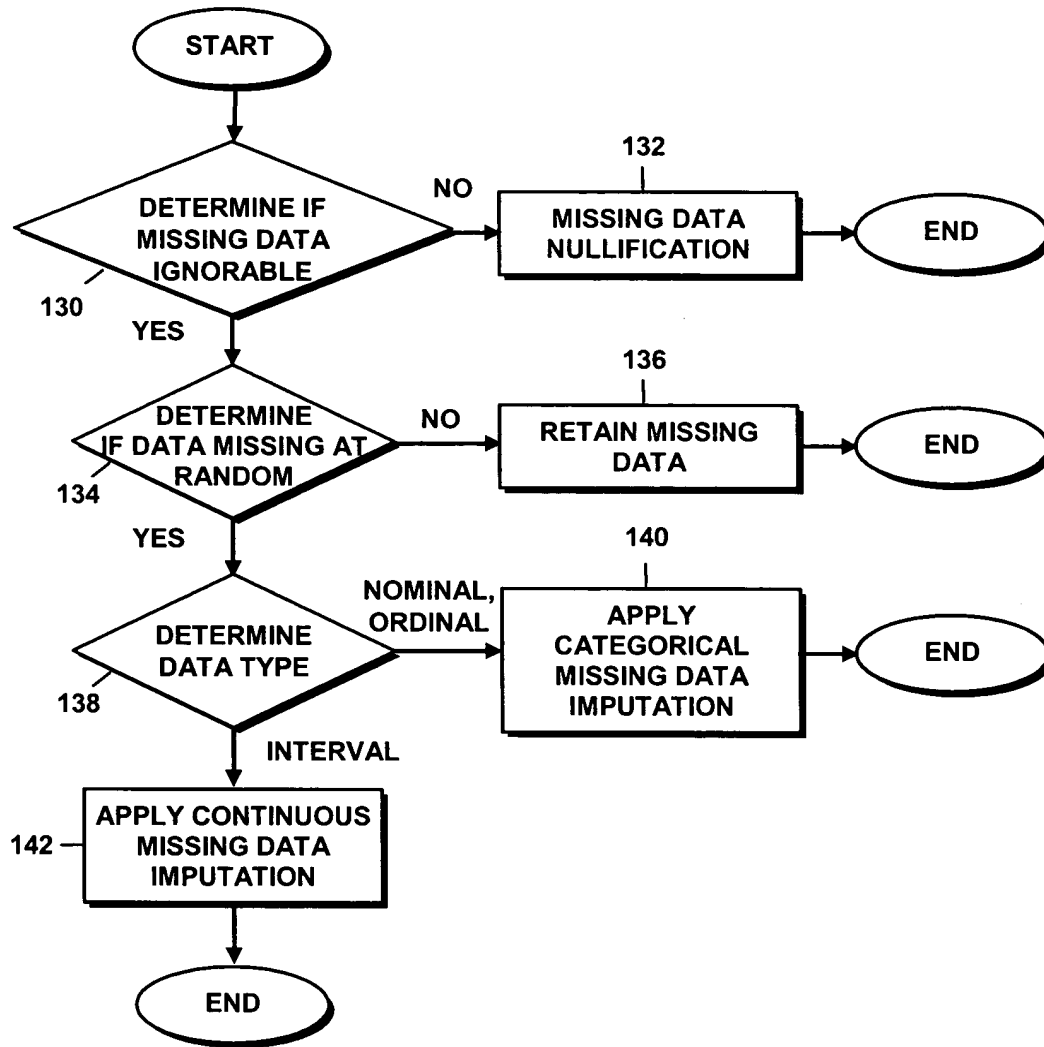 START
132
NO
DETERMINE IF
MISSING DATA
IGNORABLE
MISSING DATA
NULLIFICATION
END
130
YES
136
DETERMINE
IF DATA MISSING AT
RANDOM
NO
RETAIN MISSING
DATA
END
134
YES
140
NOMINAL,
ORDINAL
DETERMINE
DATA TYPE
APPLY
CATEGORICAL
MISSING DATA
IMPUTATION
END
138
INTERVAL
142
APPLY CONTINUOUS
MISSING DATA
IMPUTATION
END